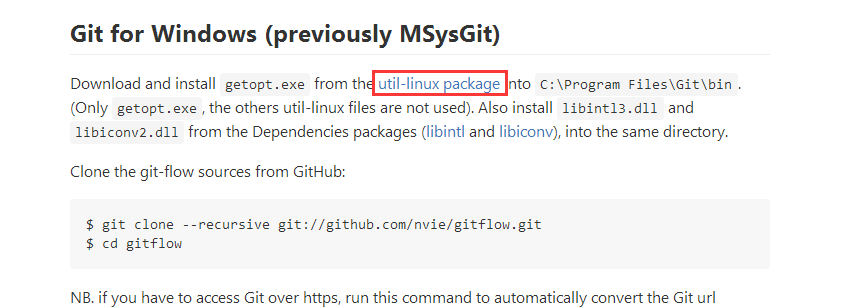 Git for Windows (previously MSysGit)
Download and install getopt.exe from the util-linux package into C:\Program Files\Git\bin .
(Only getopt.exe , the others util-linux files are not used). Also install libintl3.dll and
libiconv2.dll from the Dependencies packages (libintl and libiconv), into the same directory.
Clone the git-flow sources from GitHub:
$ git clone --recursive git://github.com/nvie/gitflow.git
$ cd gitflow
NB. if you have to access Git over https, run this command to automatically convert the Git url